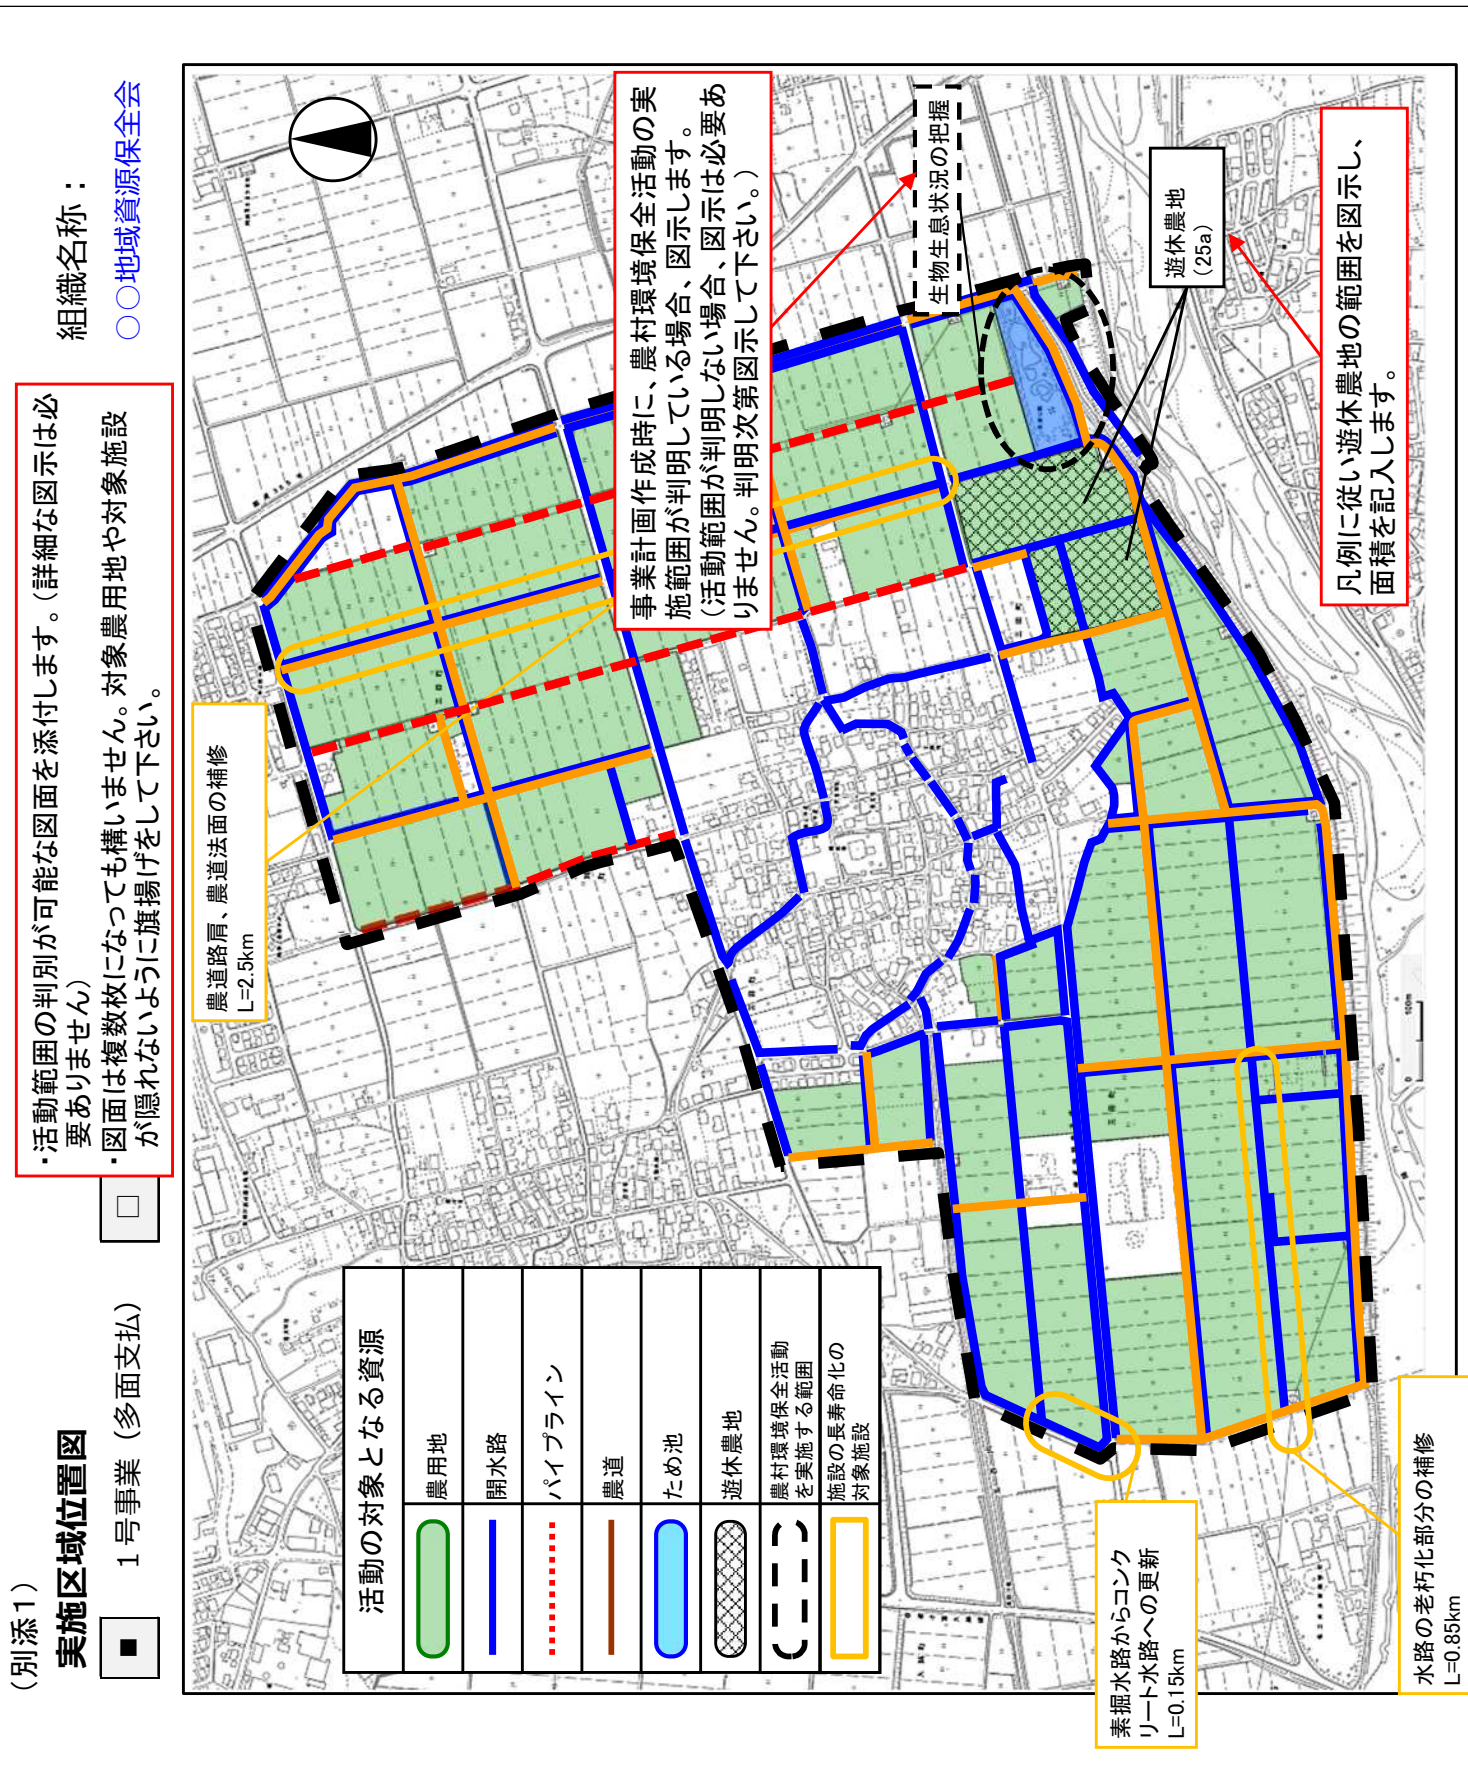 (別添1)
実施区域位置図
■
1号事業(多面支払)
□
組織名称:
○○地域資源保全会
・活動範囲の判別が可能な図面を添付します。(詳細な図示は必
要ありません)
・図面は複数枚になっても構いません。対象農用地や対象施設
が隠れないように旗揚げをして下さい。
農道路肩、農道法面の補修
L=2.5km
事業計画作成時に、農村環境保全活動の実
施範囲が判明している場合、図示します。
(活動範囲が判明しない場合、図示は必要あ
りません。判明次第図示して下さい。)
生物生息状況の把握
遊休農地
(25a)
凡例に従い遊休農地の範囲を図示し、
面積を記入します。
活動の対象となる資源
農用地
開水路
パイプライン
農道
ため池
遊休農地
農村環境保全活動
を実施する範囲
施設の長寿命化の
対象施設
素掘水路からコンク
リート水路への更新
L=0.15km
水路の老朽化部分の補修
L=0.85km
0 100m